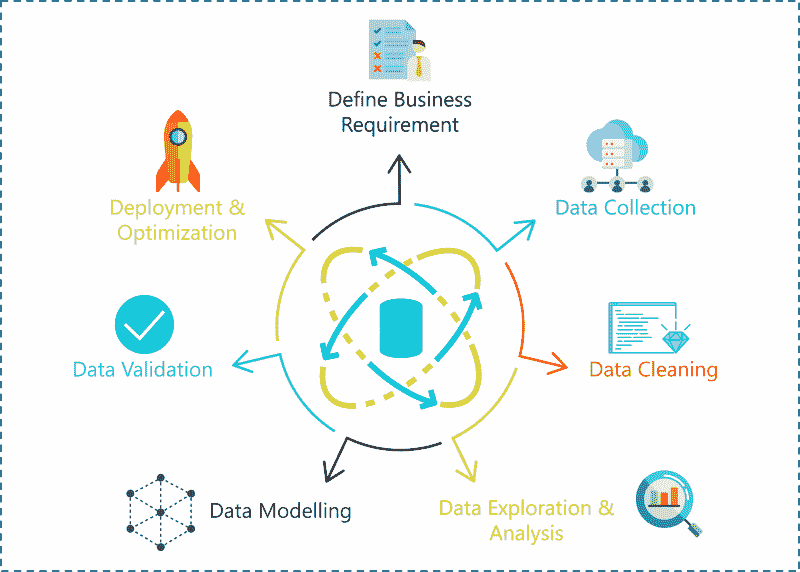 Define Business
Requirement
Data Collection
Data Cleaning
Data Exploration &
Analysis
Data Modelling
Data Validation
Deployment &
Optimization